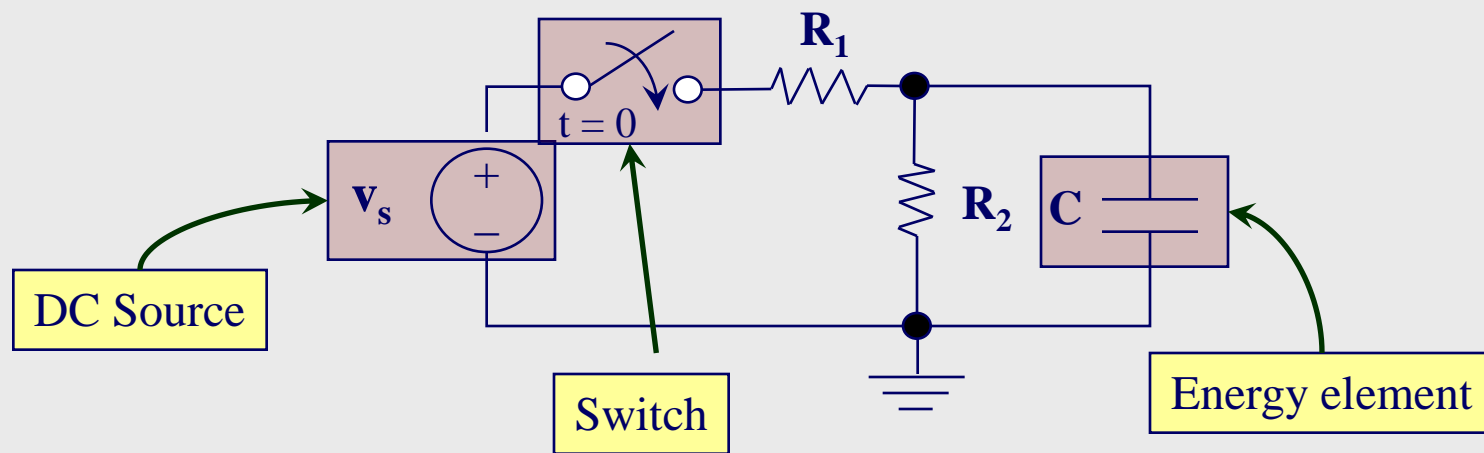 R₁
t = 0
+
vₛ
−
R₂
C
DC Source
Switch
Energy element